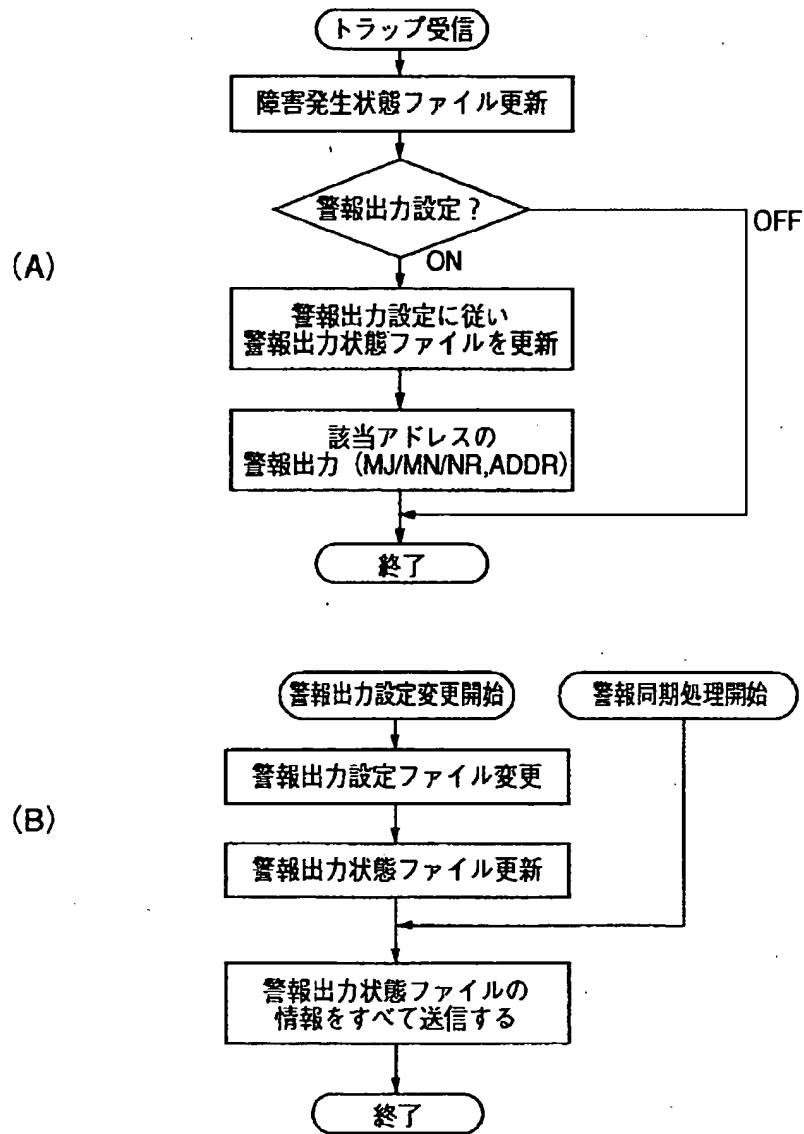 トラップ受信
障害発生状態ファイル更新
警報出力設定？
OFF
(A)
ON
警報出力設定に従い
警報出力状態ファイルを更新
該当アドレスの
警報出力（MJ/MN/NR,ADDR）
終了
警報出力設定変更開始
警報同期処理開始
警報出力設定ファイル変更
(B)
警報出力状態ファイル更新
警報出力状態ファイルの
情報をすべて送信する
終了